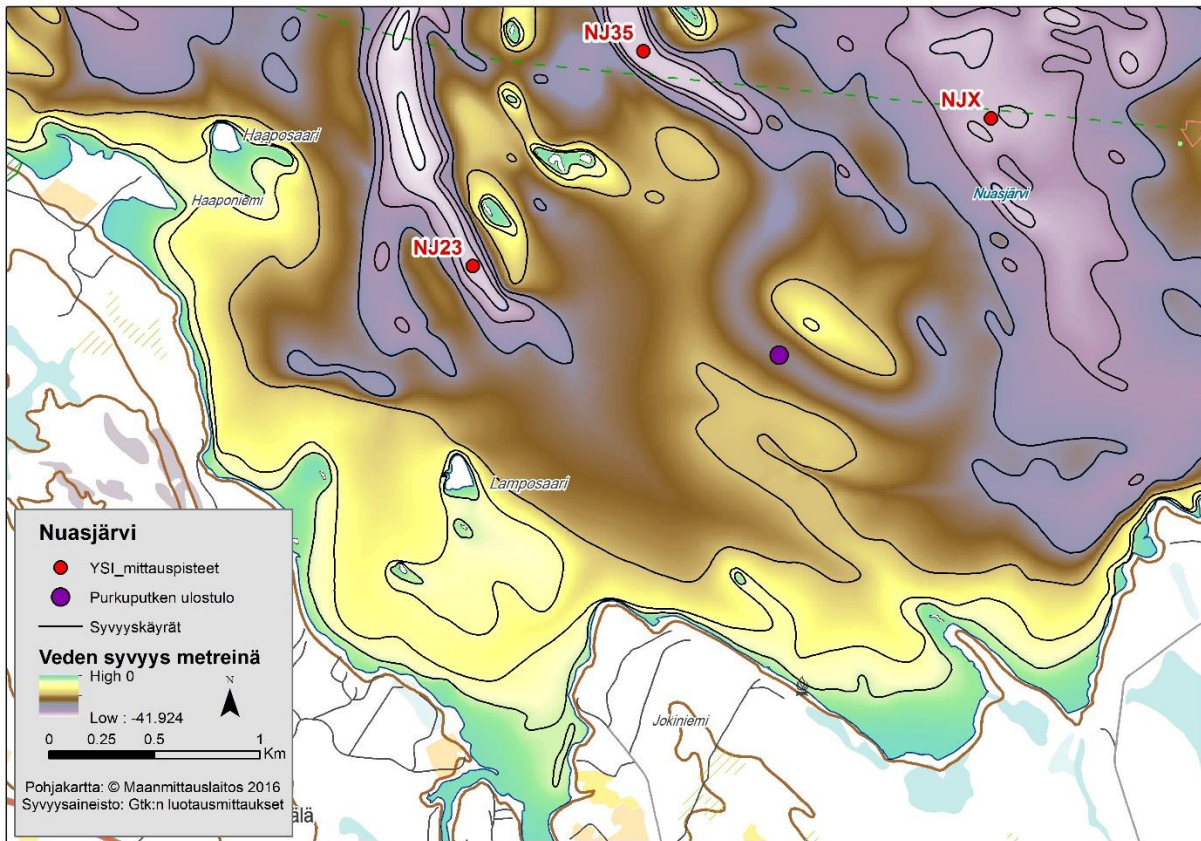 NJ35
NJX
Haaposaari
Haaponiemi
Nuasjärvi
NJ23
Lamposaari
Jokiniemi
älä
Nuasjärvi
YSI_mittauspisteet
Purkuputken ulostulo
Syvyyskäyrät
Veden syvyys metreinä
High 0
Low : -41.924
N
0 0.25 0.5 1
Km
Pohjakartta: © Maanmittauslaitos 2016
Syvyysaineisto: Gtk:n luotausmittaukset